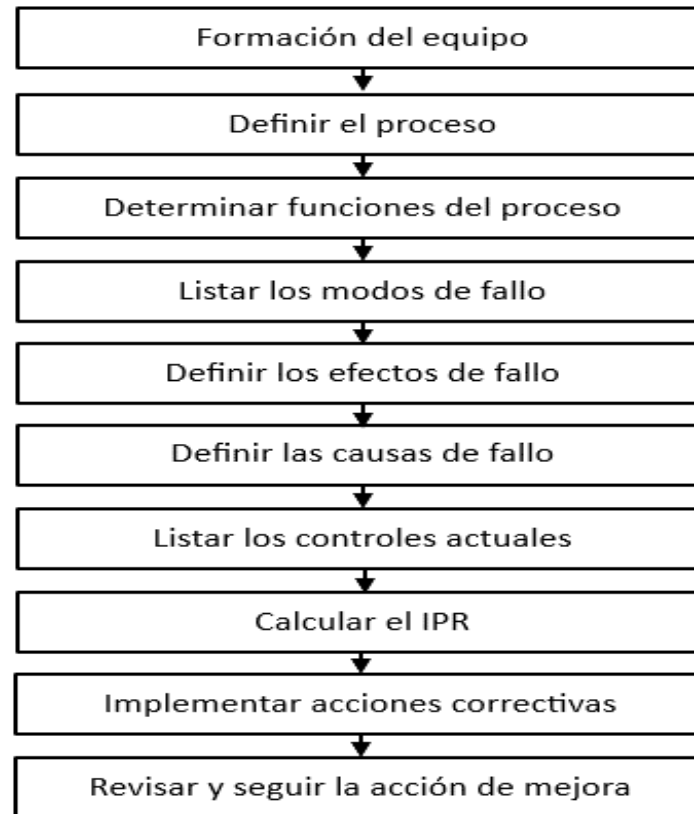 Formación del equipo
Definir el proceso
Determinar funciones del proceso
Listar los modos de fallo
Definir los efectos de fallo
Definir las causas de fallo
Listar los controles actuales
Calcular el IPR
Implementar acciones correctivas
Revisar y seguir la acción de mejora